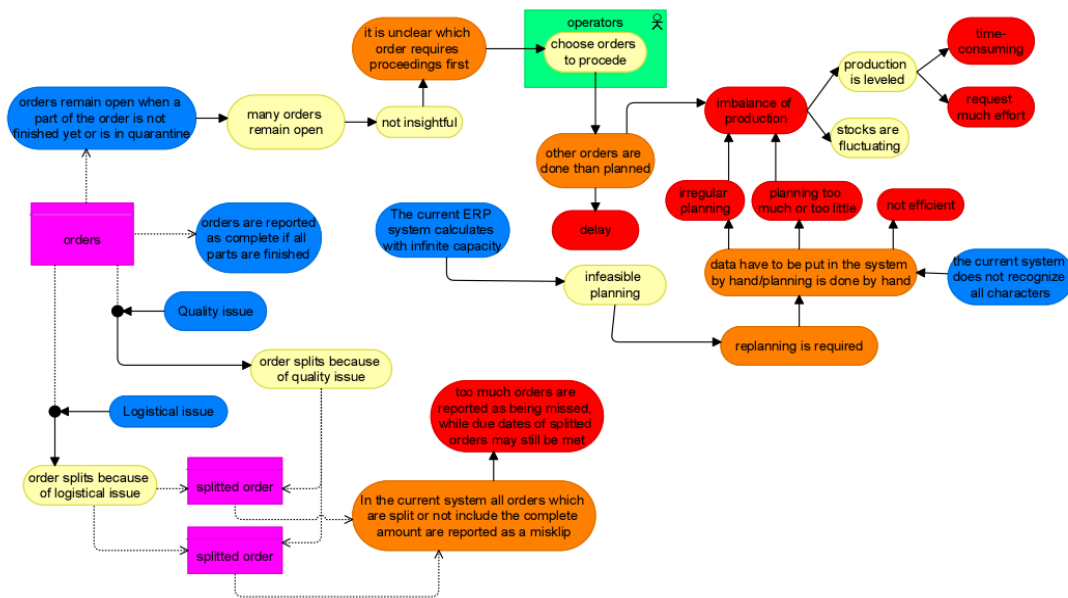 operators
it is unclear which
order requires
proceedings first
choose orders
to procede
time-
consuming
production
is leveled
request
much effort
orders remain open when a
part of the order is not
finished yet or is in quarantine
many orders
remain open
not insightful
imbalance of
production
stocks are
fluctuating
other orders are
done than planned
irregular
planning
planning too
much or too little
not efficient
orders
orders are reported
as complete if all
parts are finished
The current ERP
system calculates
with infinite capacity
delay
infeasible
planning
data have to be put in the system
by hand/planning is done by hand
the current system
does not recognize
all characters
Quality issue
replanning is required
order splits because
of quality issue
Logistical issue
too much orders are
reported as being missed,
while due dates of splitted
orders may still be met
order splits because
of logistical issue
splitted order
In the current system all orders which
are split or not include the complete
amount are reported as a misklip
splitted order